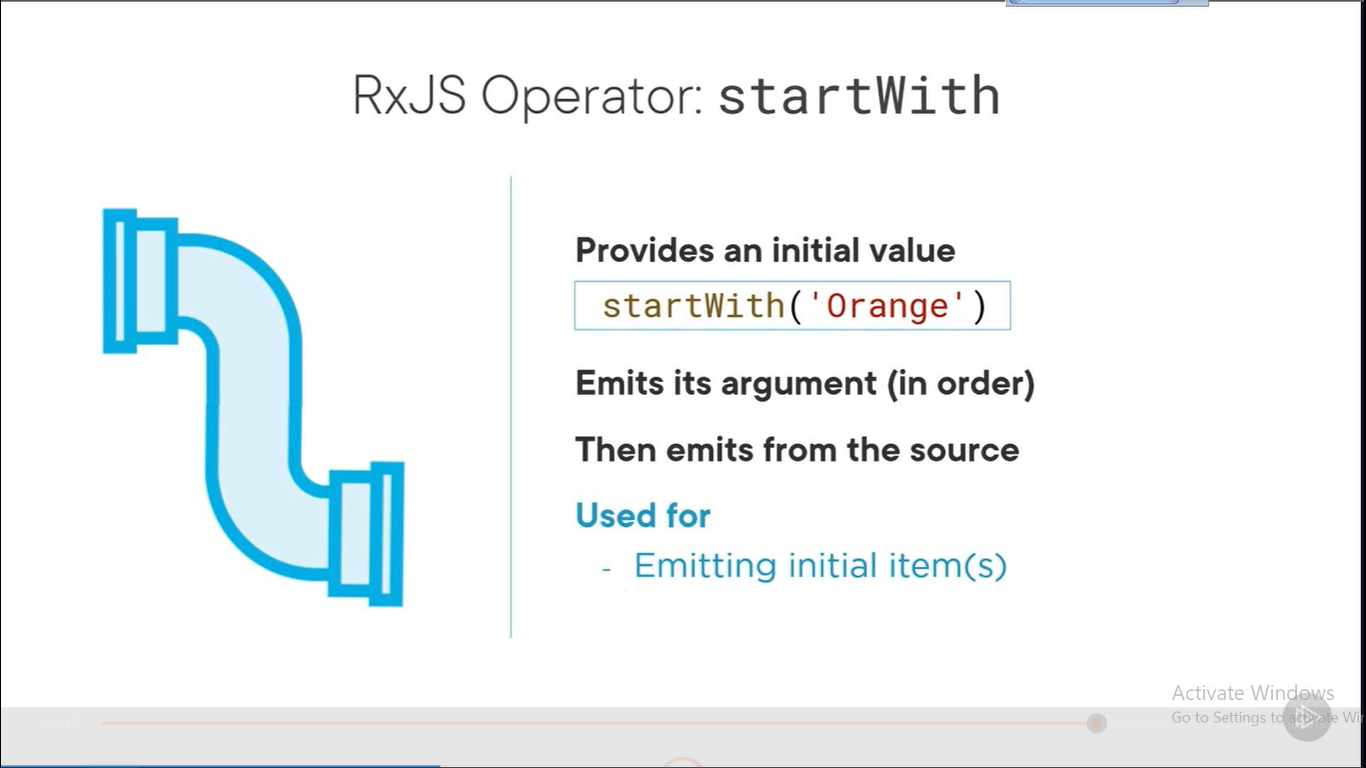 RxJS Operator: startWith
Provides an initial value
startWith('Orange')
Emits its argument (in order)
Then emits from the source
Used for
- Emitting initial item(s)
Activate Windows
Go to Settings to activate